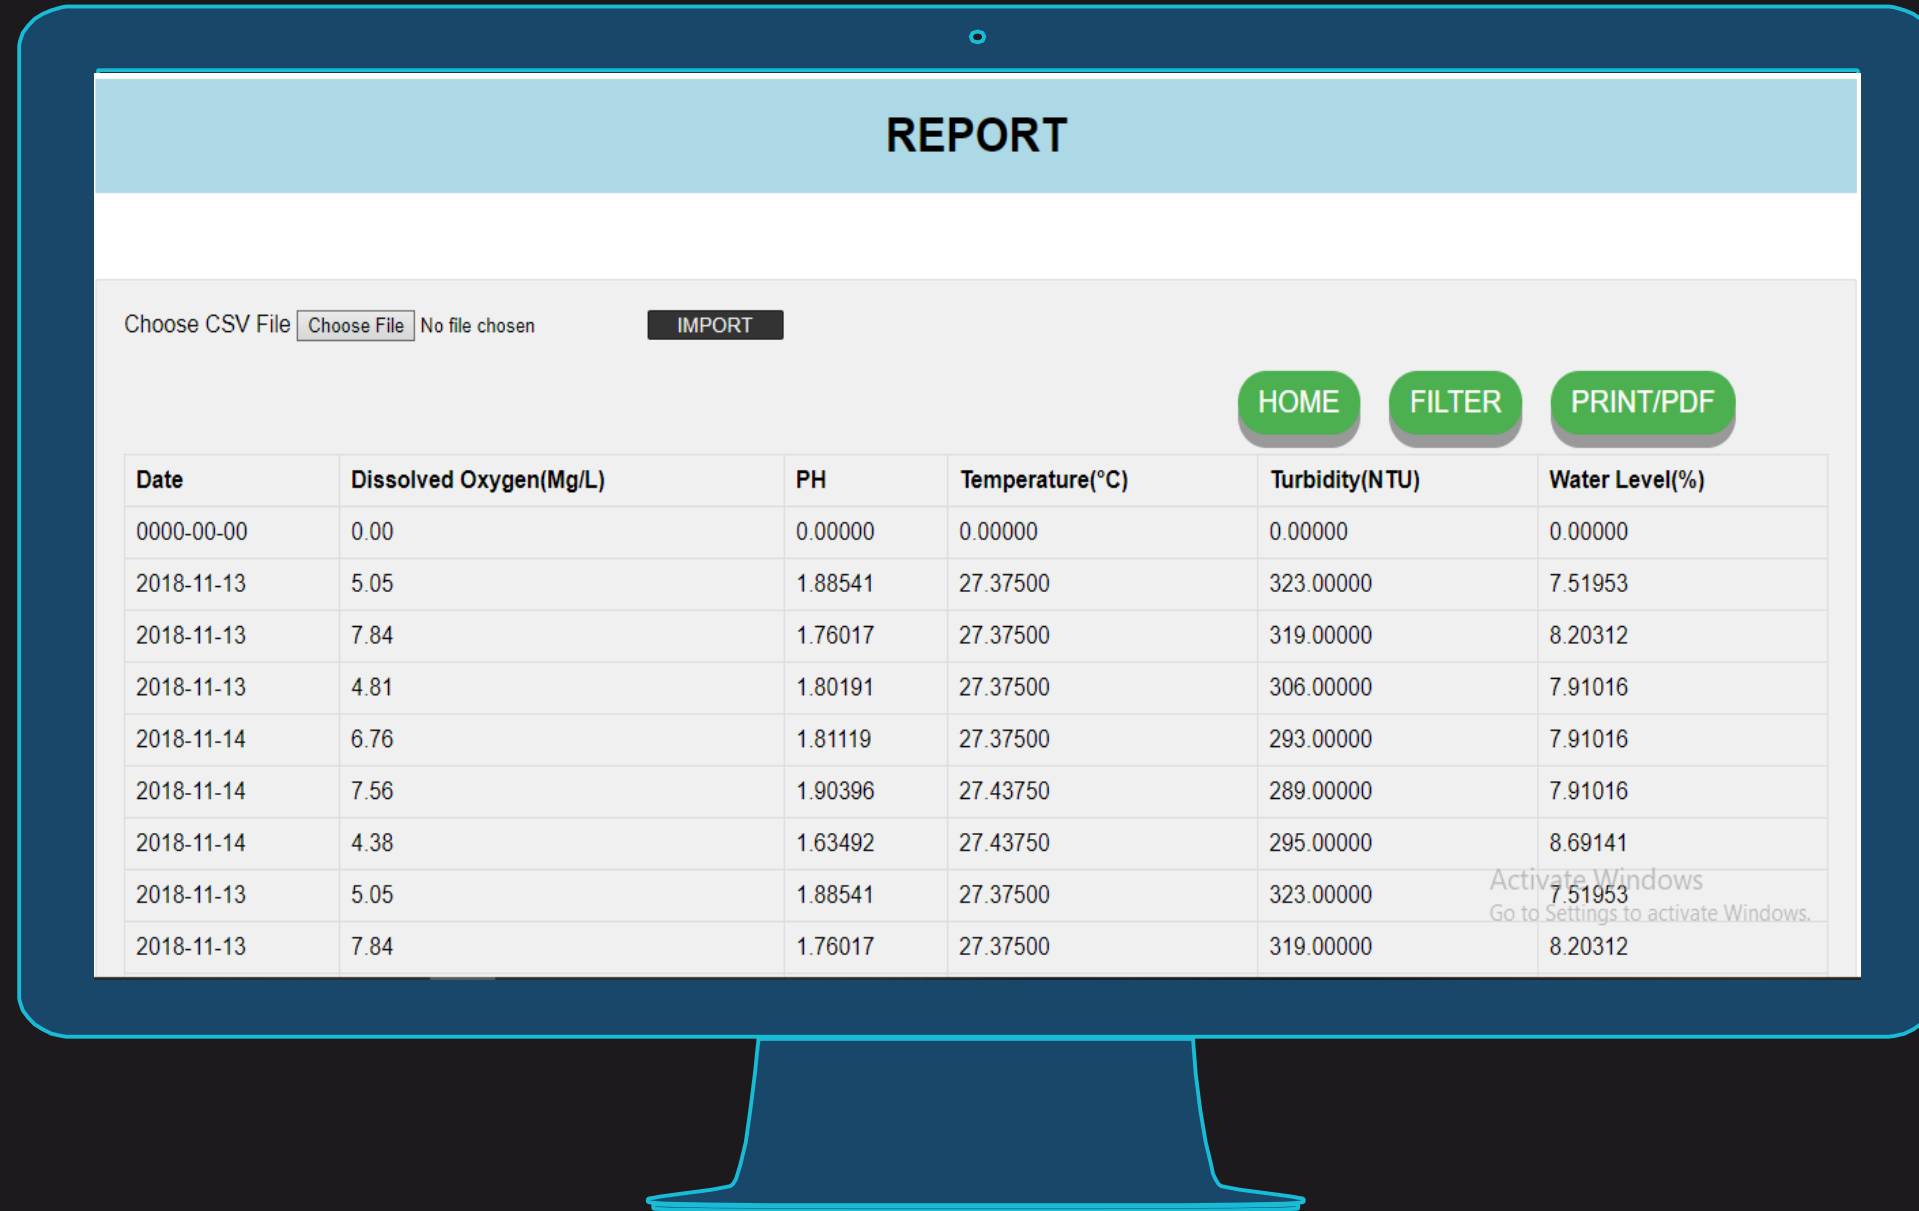 REPORT
Choose CSV File Choose File No file chosen IMPORT
HOME FILTER PRINT/PDF
Date Dissolved Oxygen(Mg/L) PH Temperature(°C) Turbidity(NTU) Water Level(%)
0000-00-00 0.00 0.00000 0.00000 0.00000 0.00000
2018-11-13 5.05 1.88541 27.37500 323.00000 7.51953
2018-11-13 7.84 1.76017 27.37500 319.00000 8.20312
2018-11-13 4.81 1.80191 27.37500 306.00000 7.91016
2018-11-14 6.76 1.81119 27.37500 293.00000 7.91016
2018-11-14 7.56 1.90396 27.43750 289.00000 7.91016
2018-11-14 4.38 1.63492 27.43750 295.00000 8.69141
Activate Windows
2018-11-13 5.05 1.88541 27.37500 323.00000 7.51953
Go to Settings to activate Windows.
2018-11-13 7.84 1.76017 27.37500 319.00000 8.20312